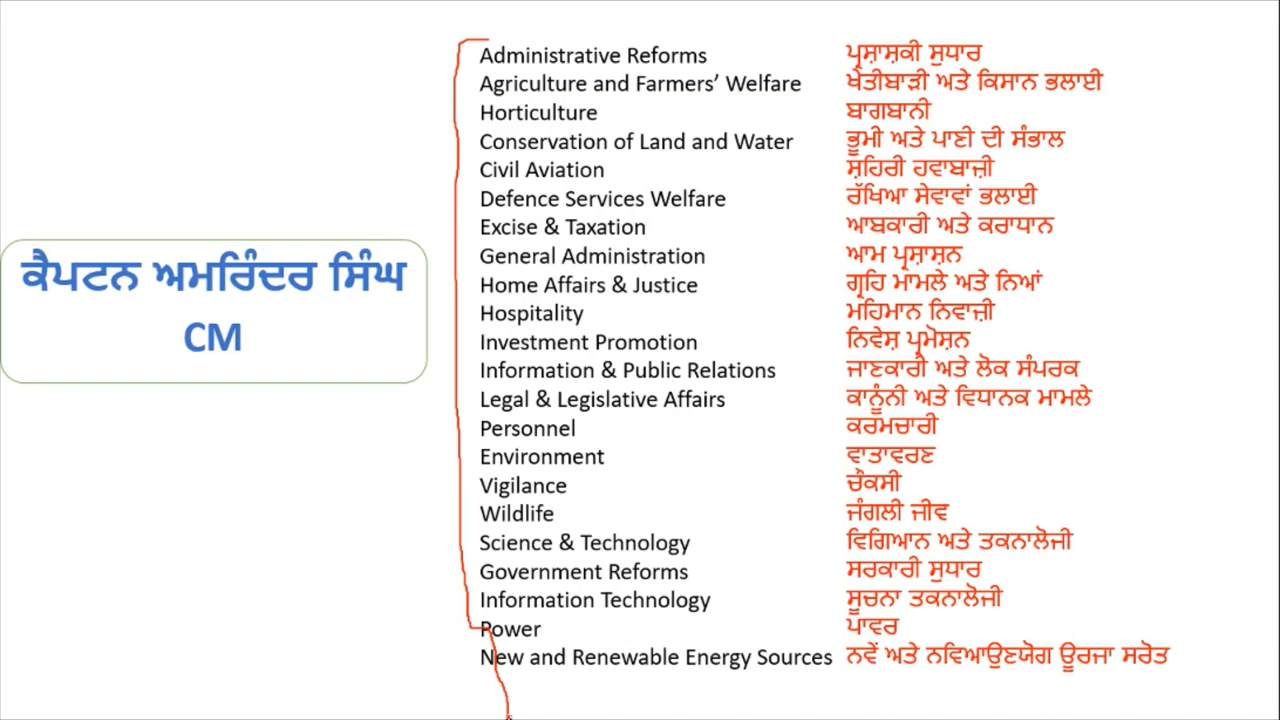 ਕੈਪਟਨ ਅਮਰਿੰਦਰ ਸਿੰਘ
CM
Administrative Reforms ਪ੍ਰਸ਼ਾਸ਼ਕੀ ਸੁਧਾਰ
Agriculture and Farmers’ Welfare ਖੇਤੀਬਾੜੀ ਅਤੇ ਕਿਸਾਨ ਭਲਾਈ
Horticulture ਬਾਗਬਾਨੀ
Conservation of Land and Water ਭੂਮੀ ਅਤੇ ਪਾਣੀ ਦੀ ਸੰਭਾਲ
Civil Aviation ਸ਼ਹਿਰੀ ਹਵਾਬਾਜ਼ੀ
Defence Services Welfare ਰੱਖਿਆ ਸੇਵਾਵਾਂ ਭਲਾਈ
Excise & Taxation ਆਬਕਾਰੀ ਅਤੇ ਕਰਾਧਾਨ
General Administration ਆਮ ਪ੍ਰਸ਼ਾਸ਼ਨ
Home Affairs & Justice ਗ੍ਰਹਿ ਮਾਮਲੇ ਅਤੇ ਨਿਆਂ
Hospitality ਮਹਿਮਾਨ ਨਿਵਾਜ਼ੀ
Investment Promotion ਨਿਵੇਸ਼ ਪ੍ਰਮੋਸ਼ਨ
Information & Public Relations ਜਾਣਕਾਰੀ ਅਤੇ ਲੋਕ ਸੰਪਰਕ
Legal & Legislative Affairs ਕਾਨੂੰਨੀ ਅਤੇ ਵਿਧਾਨਕ ਮਾਮਲੇ
Personnel ਕਰਮਚਾਰੀ
Environment ਵਾਤਾਵਰਣ
Vigilance ਚੌਕਸੀ
Wildlife ਜੰਗਲੀ ਜੀਵ
Science & Technology ਵਿਗਿਆਨ ਅਤੇ ਤਕਨਾਲੋਜੀ
Government Reforms ਸਰਕਾਰੀ ਸੁਧਾਰ
Information Technology ਸੂਚਨਾ ਤਕਨਾਲੋਜੀ
Power ਪਾਵਰ
New and Renewable Energy Sources ਨਵੇਂ ਅਤੇ ਨਵਿਆਉਣਯੋਗ ਊਰਜਾ ਸਰੋਤ